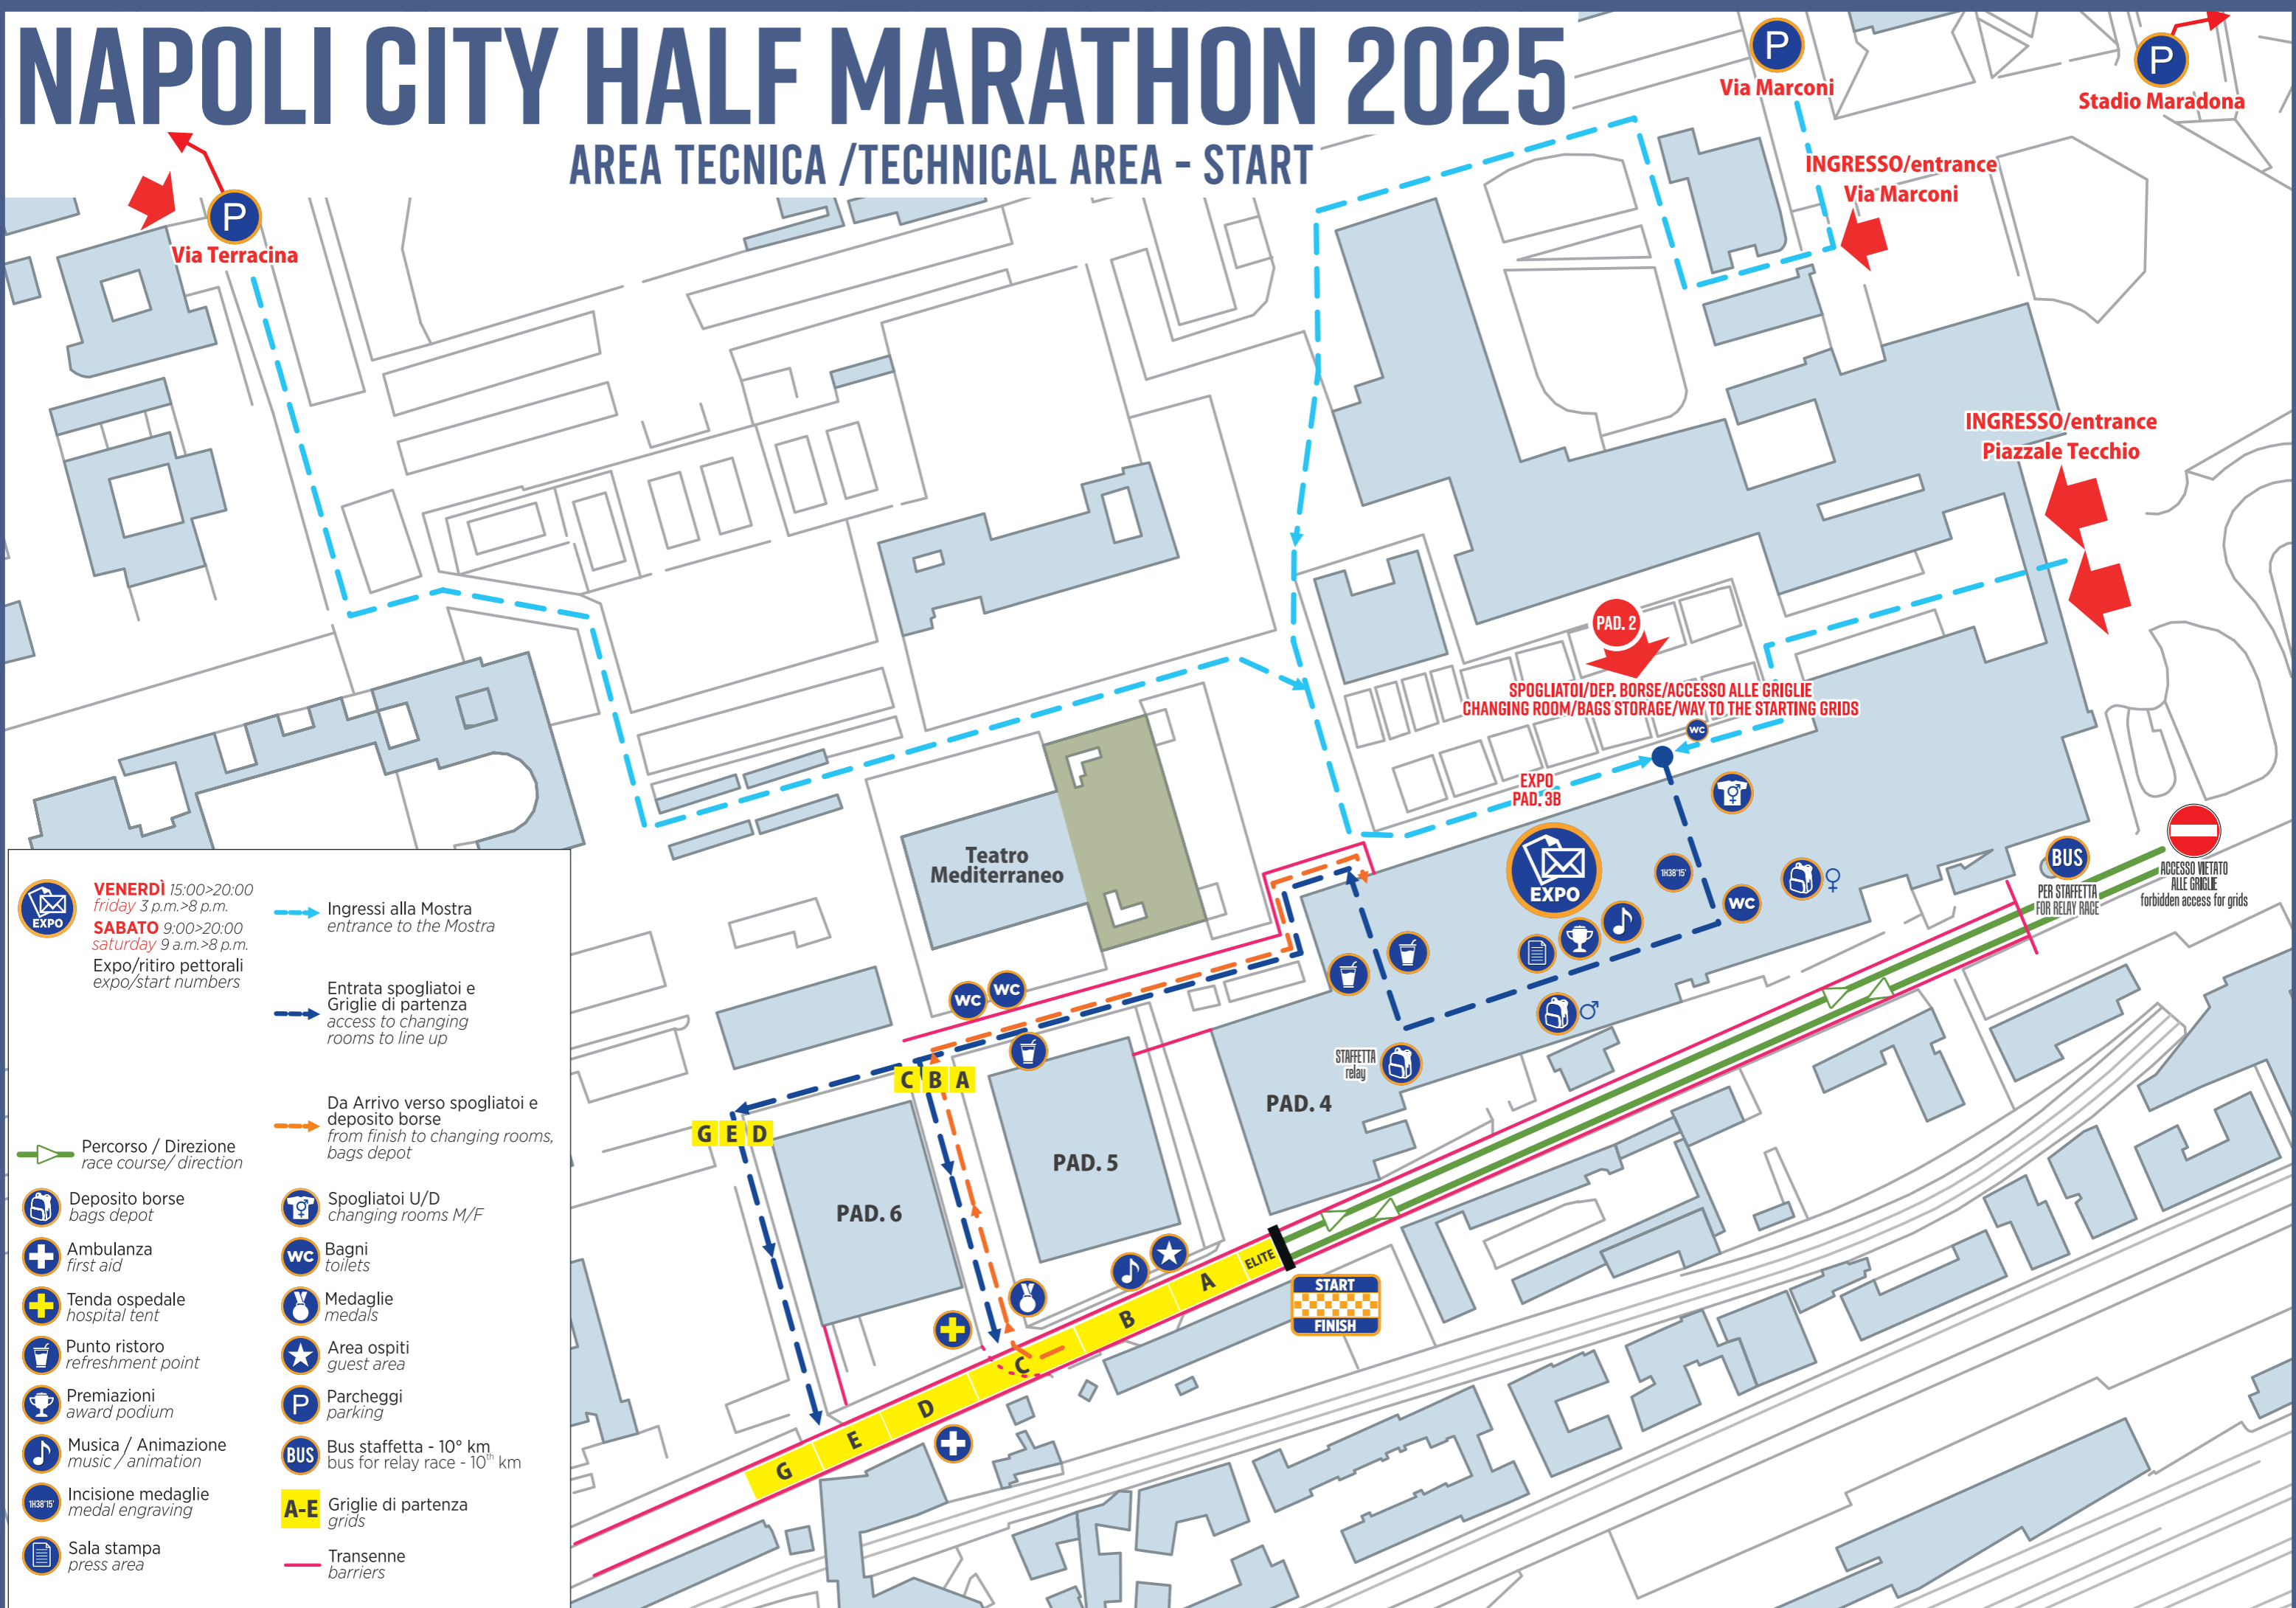 NAPOLI CITY HALF MARATHON 2025
AREA TECNICA /TECHNICAL AREA - START
P
Via Marconi
P
Stadio Maradona
INGRESSO/entrance
Via Marconi
P
Via Terracina
INGRESSO/entrance
Piazzale Tecchio
PAD. 2
SPOGLIATOI/DEP. BORSE/ACCESSO ALLE GRIGLIE
CHANGING ROOM/BAGS STORAGE/WAY TO THE STARTING GRIDS
WC
EXPO
PAD. 3B
EXPO
1H38'15'
WC
BUS
PER STAFFETTA
FOR RELAY RACE
ACCESSO VIETATO
ALLE GRIGLIE
forbidden access for grids
Teatro
Mediterraneo
WC
WC
STAFFETTA
relay
C B A
G E D
PAD. 4
PAD. 5
PAD. 6
ELITE
A
B
C
D
E
G
START
FINISH
EXPO
VENERDÌ 15:00>20:00
friday 3 p.m.>8 p.m.
SABATO 9:00>20:00
saturday 9 a.m.>8 p.m.
Expo/ritiro pettorali
expo/start numbers
Ingressi alla Mostra
entrance to the Mostra
Entrata spogliatoi e
Griglie di partenza
access to changing
rooms to line up
Da Arrivo verso spogliatoi e
deposito borse
from finish to changing rooms,
bags depot
Percorso / Direzione
race course/ direction
Deposito borse
bags depot
Ambulanza
first aid
Tenda ospedale
hospital tent
Punto ristoro
refreshment point
Premiazioni
award podium
Musica / Animazione
music / animation
1H38'15'
Incisione medaglie
medal engraving
Sala stampa
press area
Spogliatoi U/D
changing rooms M/F
WC
Bagni
toilets
Medaglie
medals
Area ospiti
guest area
P
Parcheggi
parking
BUS
Bus staffetta - 10° km
bus for relay race - 10th km
A-E
Griglie di partenza
grids
Transenne
barriers